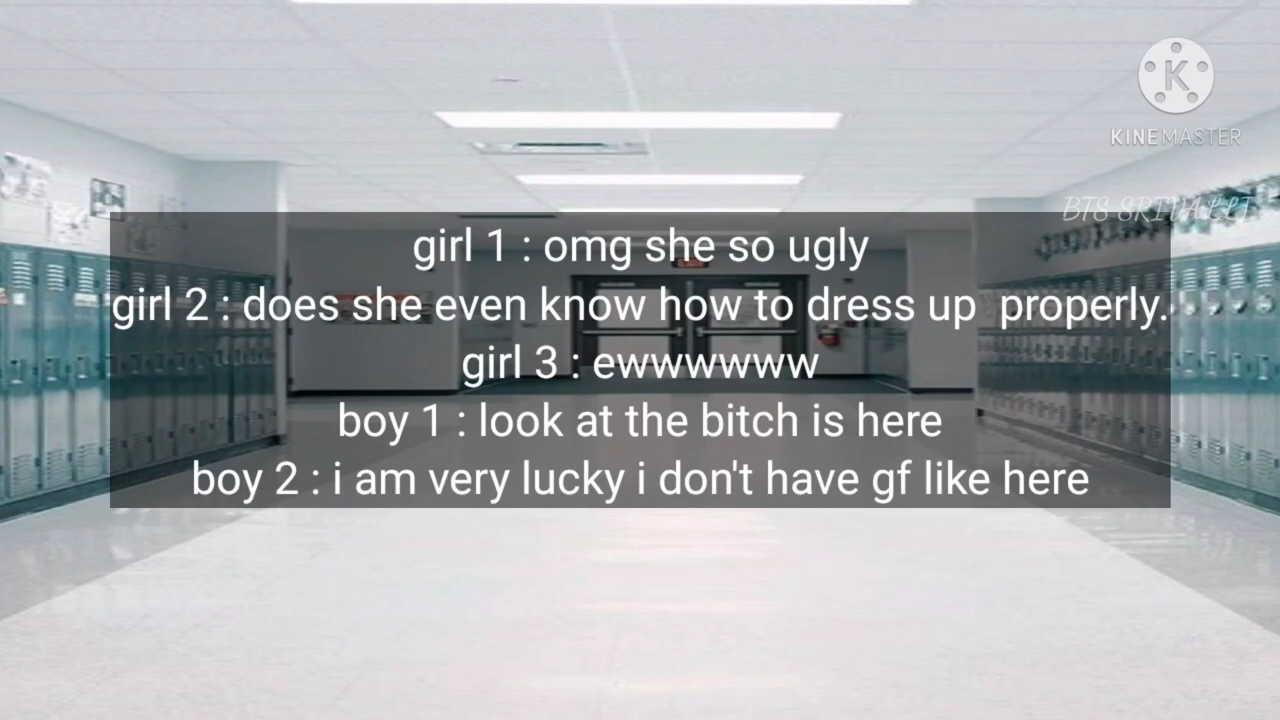 K
KINEMASTER
BTS SRIVALLI
girl 1 : omg she so ugly
girl 2 : does she even know how to dress up  properly.
girl 3 : ewwwwww
boy 1 : look at the bitch is here
boy 2 : i am very lucky i don't have gf like here